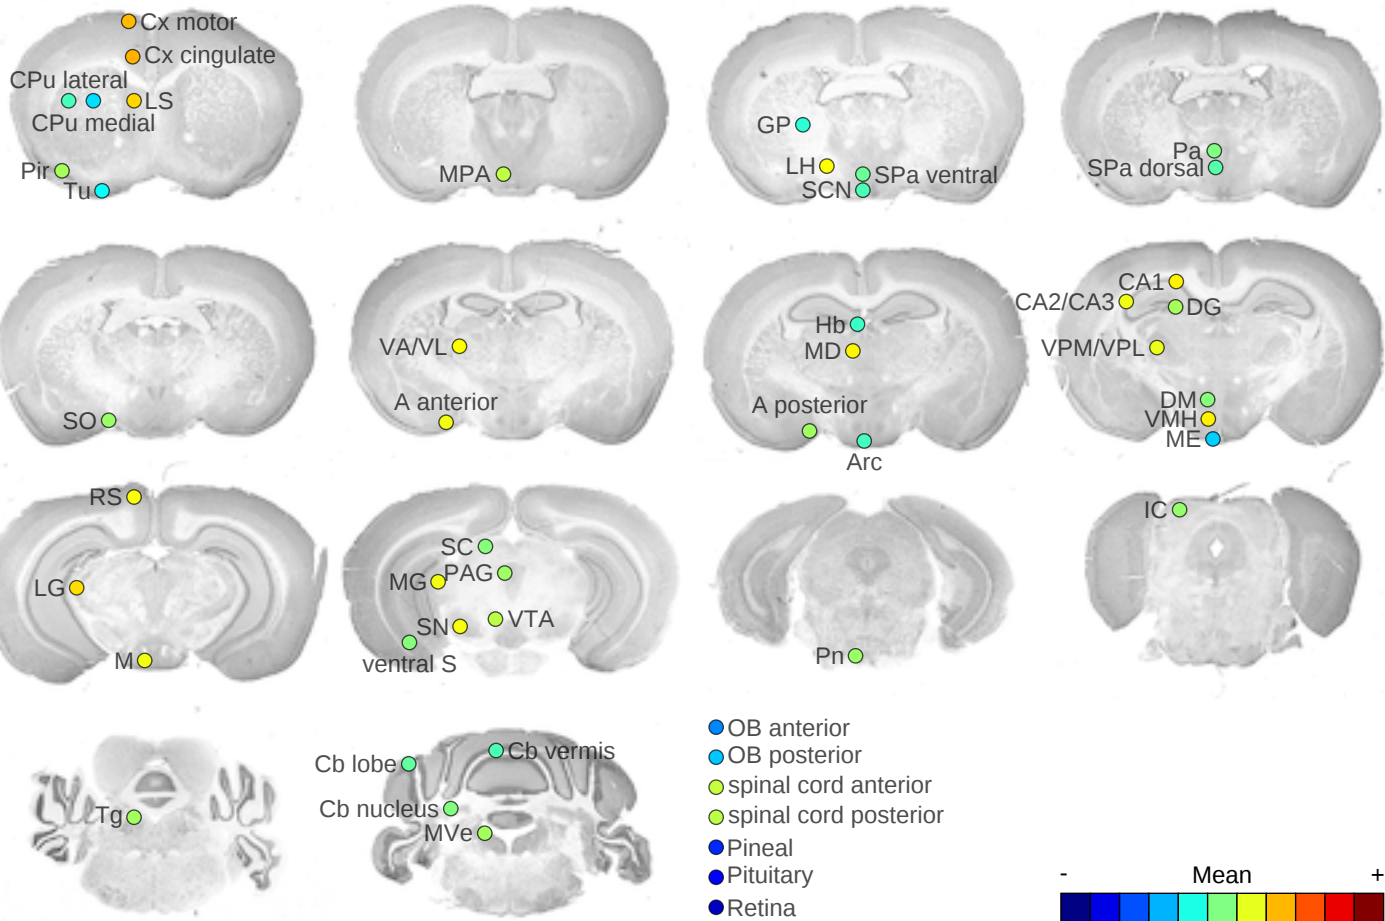 Cx motor
Cx cingulate
CPu lateral
LS
CPu medial
Pir
Tu
MPA
GP
LH
SPa ventral
SCN
Pa
SPa dorsal
SO
VA/VL
A anterior
Hb
MD
A posterior
Arc
CA1
CA2/CA3
DG
VPM/VPL
DM
VMH
ME
RS
LG
M
SC
PAG
MG
VTA
SN
ventral S
Pn
IC
Tg
Cb vermis
Cb lobe
Cb nucleus
MVe
OB anterior
OB posterior
spinal cord anterior
spinal cord posterior
Pineal
Pituitary
Retina
- Mean +